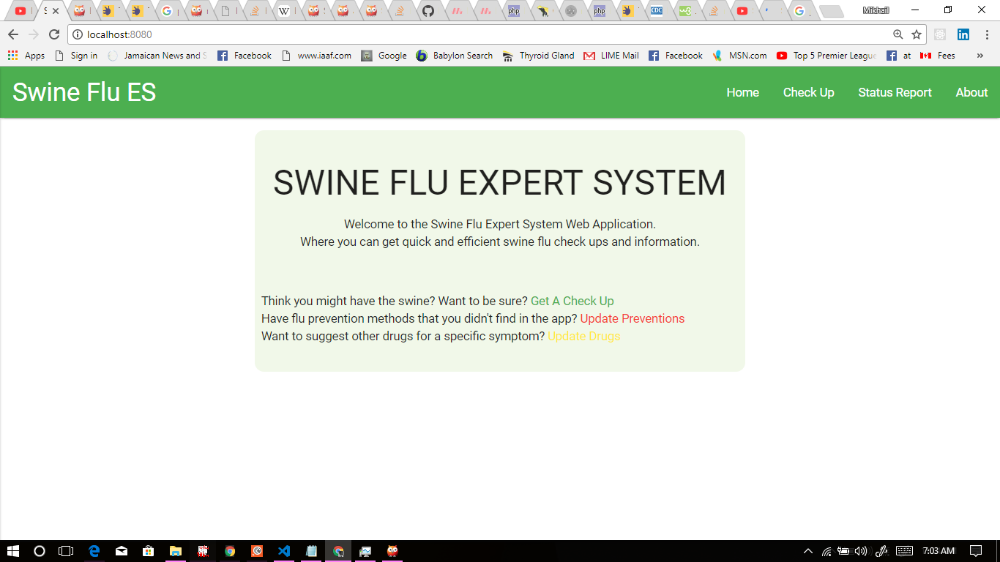 Mikhail
localhost:8080
Apps Sign in Jamaican News and S Facebook www.iaaf.com Google Babylon Search Thyroid Gland LIME Mail Facebook MSN.com Top 5 Premier League at Fees »
Swine Flu ES Home Check Up Status Report About
SWINE FLU EXPERT SYSTEM
Welcome to the Swine Flu Expert System Web Application.
Where you can get quick and efficient swine flu check ups and information.
Think you might have the swine? Want to be sure? Get A Check Up
Have flu prevention methods that you didn't find in the app? Update Preventions
Want to suggest other drugs for a specific symptom? Update Drugs
7:03 AM